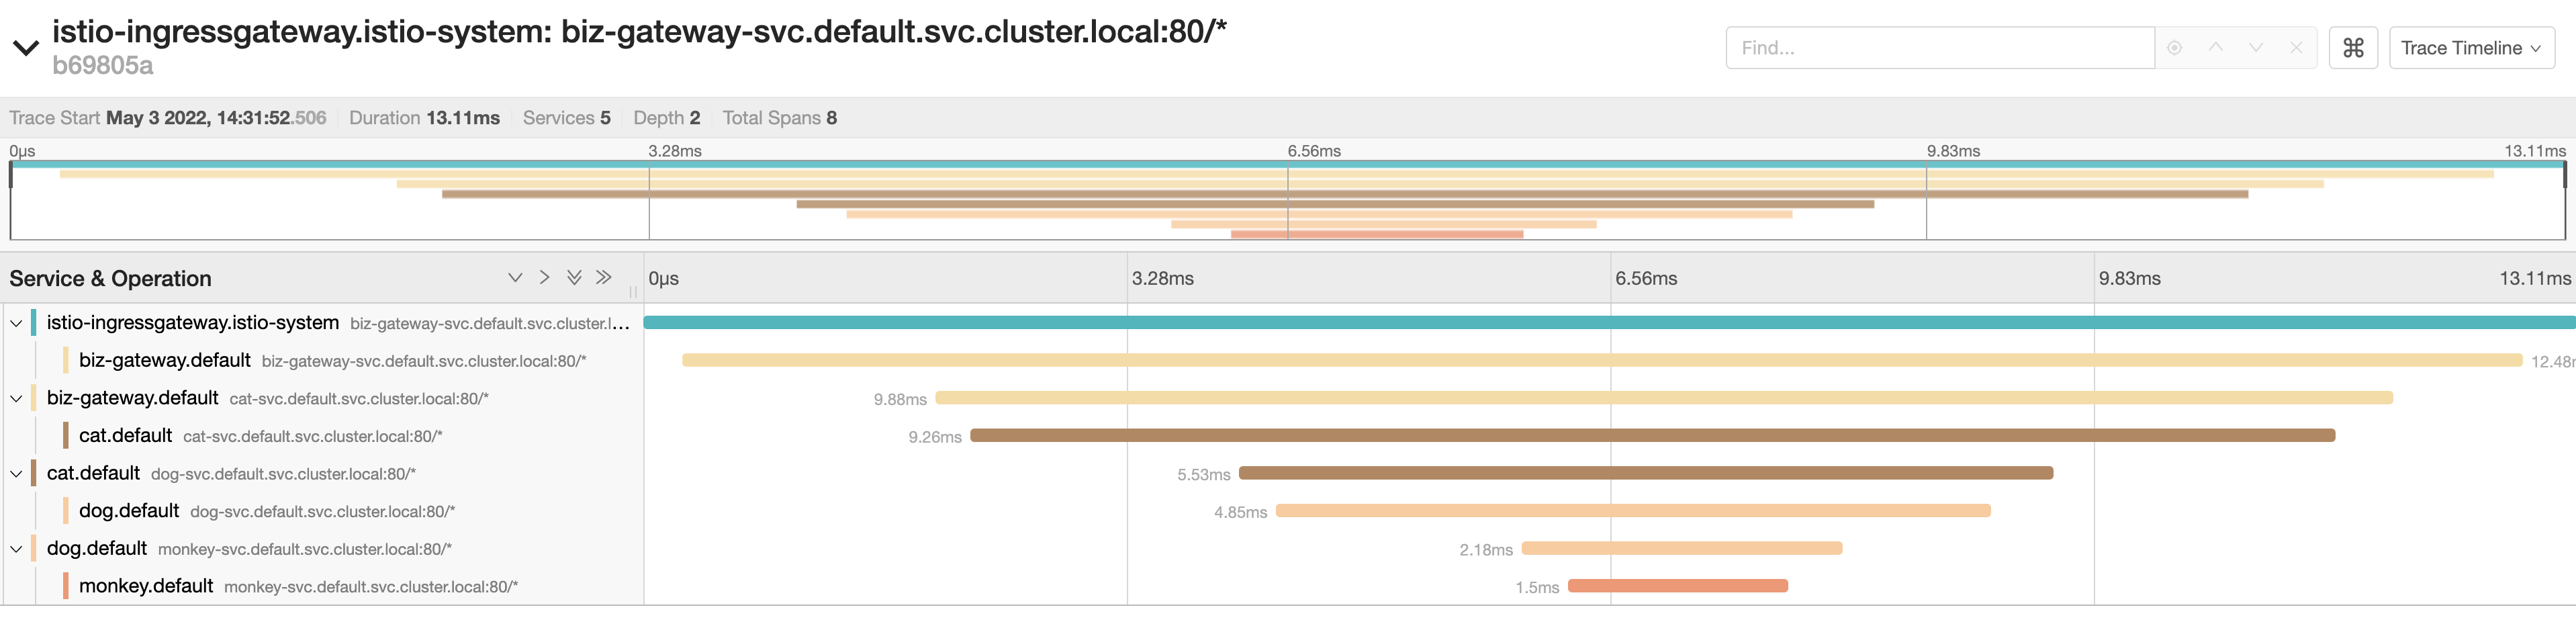 istio-ingressgateway.istio-system: biz-gateway-svc.default.svc.cluster.local:80/*
b69805a
Find...
⌘
Trace Timeline
Trace Start May 3 2022, 14:31:52.506 Duration 13.11ms Services 5 Depth 2 Total Spans 8
0μs 3.28ms 6.56ms 9.83ms 13.11ms
Service & Operation 0μs 3.28ms 6.56ms 9.83ms 13.11ms
istio-ingressgateway.istio-system biz-gateway-svc.default.svc.cluster.l...
biz-gateway.default biz-gateway-svc.default.svc.cluster.local:80/* 12.48
biz-gateway.default cat-svc.default.svc.cluster.local:80/* 9.88ms
cat.default cat-svc.default.svc.cluster.local:80/* 9.26ms
cat.default dog-svc.default.svc.cluster.local:80/* 5.53ms
dog.default dog-svc.default.svc.cluster.local:80/* 4.85ms
dog.default monkey-svc.default.svc.cluster.local:80/* 2.18ms
monkey.default monkey-svc.default.svc.cluster.local:80/* 1.5ms